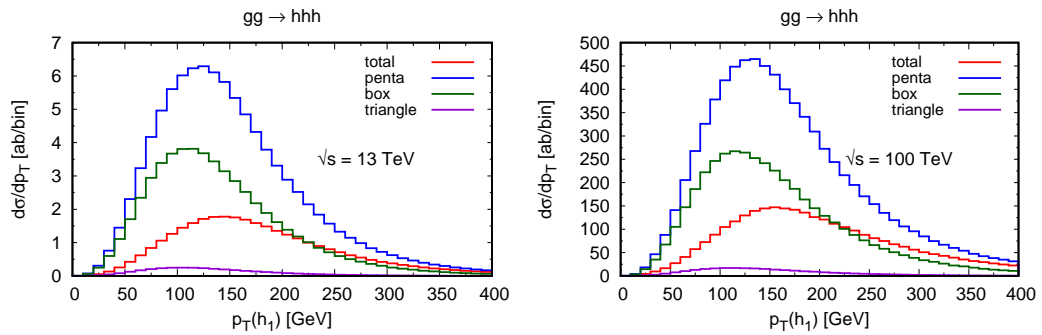 gg → hhh
dσ/dp_T [ab/bin]
7
6
5
4
3
2
1
0
total
penta
box
triangle
√s = 13 TeV
0 50 100 150 200 250 300 350 400
p_T(h_1) [GeV]
gg → hhh
dσ/dp_T [ab/bin]
500
450
400
350
300
250
200
150
100
50
0
total
penta
box
triangle
√s = 100 TeV
0 50 100 150 200 250 300 350 400
p_T(h_1) [GeV]